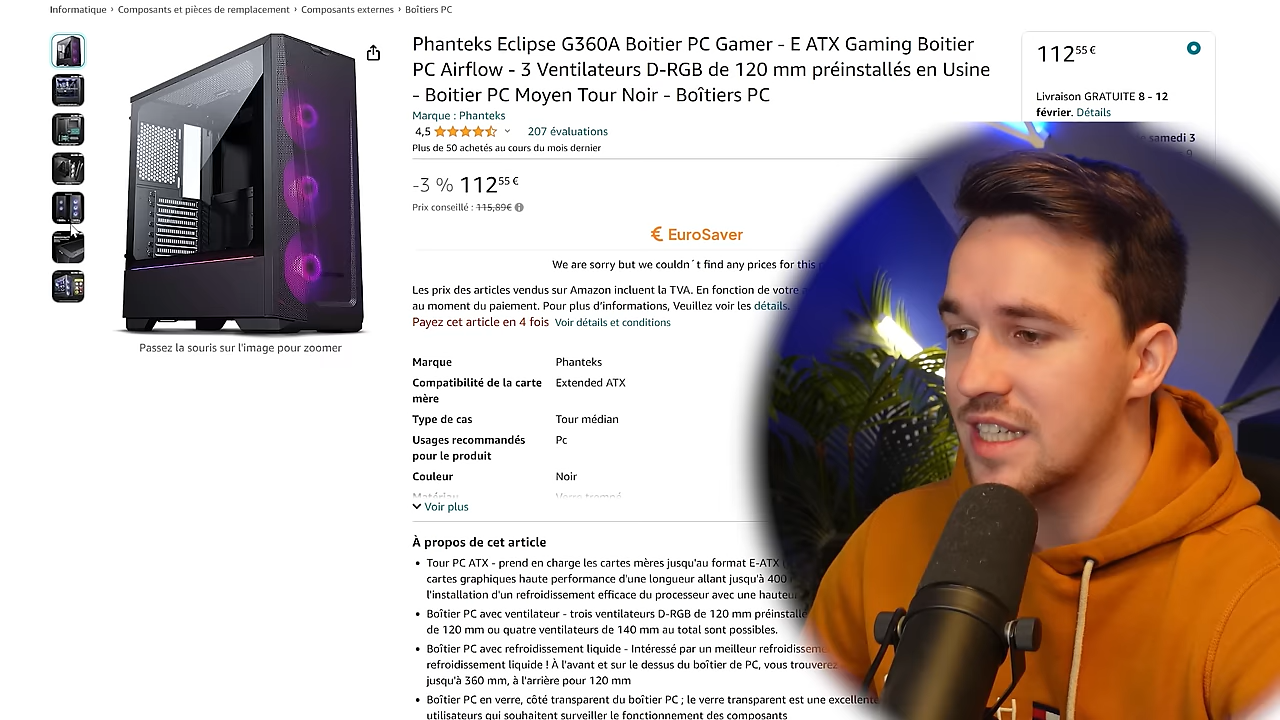 Informatique › Composants et pièces de remplacement › Composants externes › Boîtiers PC
Phanteks Eclipse G360A Boitier PC Gamer - E ATX Gaming Boitier
PC Airflow - 3 Ventilateurs D-RGB de 120 mm préinstallés en Usine
- Boitier PC Moyen Tour Noir - Boîtiers PC
Marque : Phanteks
4,5
207 évaluations
Plus de 50 achetés au cours du mois dernier
-3 % 112 55 €
Prix conseillé : 115,89€
€ EuroSaver
We are sorry but we couldn´t find any prices for this
Les prix des articles vendus sur Amazon incluent la TVA. En fonction de votre
au moment du paiement. Pour plus d'informations, Veuillez voir les détails.
Payez cet article en 4 fois Voir détails et conditions
Marque Phanteks
Compatibilité de la carte mère Extended ATX
Type de cas Tour médian
Usages recommandés pour le produit Pc
Couleur Noir
Matériau Verre trempé
Voir plus
À propos de cet article
• Tour PC ATX - prend en charge les cartes mères jusqu'au format E-ATX
cartes graphiques haute performance d'une longueur allant jusqu'à 400
l'installation d'un refroidissement efficace du processeur avec une hauteur
• Boîtier PC avec ventilateur - trois ventilateurs D-RGB de 120 mm préinstallé
de 120 mm ou quatre ventilateurs de 140 mm au total sont possibles.
• Boîtier PC avec refroidissement liquide - Intéressé par un meilleur refroidisseme
refroidissement liquide ! À l'avant et sur le dessus du boîtier de PC, vous trouverez
jusqu'à 360 mm, à l'arrière pour 120 mm
• Boîtier PC en verre, côté transparent du boîtier PC ; le verre transparent est une excellente
utilisateurs qui souhaitent surveiller le fonctionnement des composants
Passez la souris sur l'image pour zoomer
112 55 €
Livraison GRATUITE 8 - 12
février. Détails
samedi 3